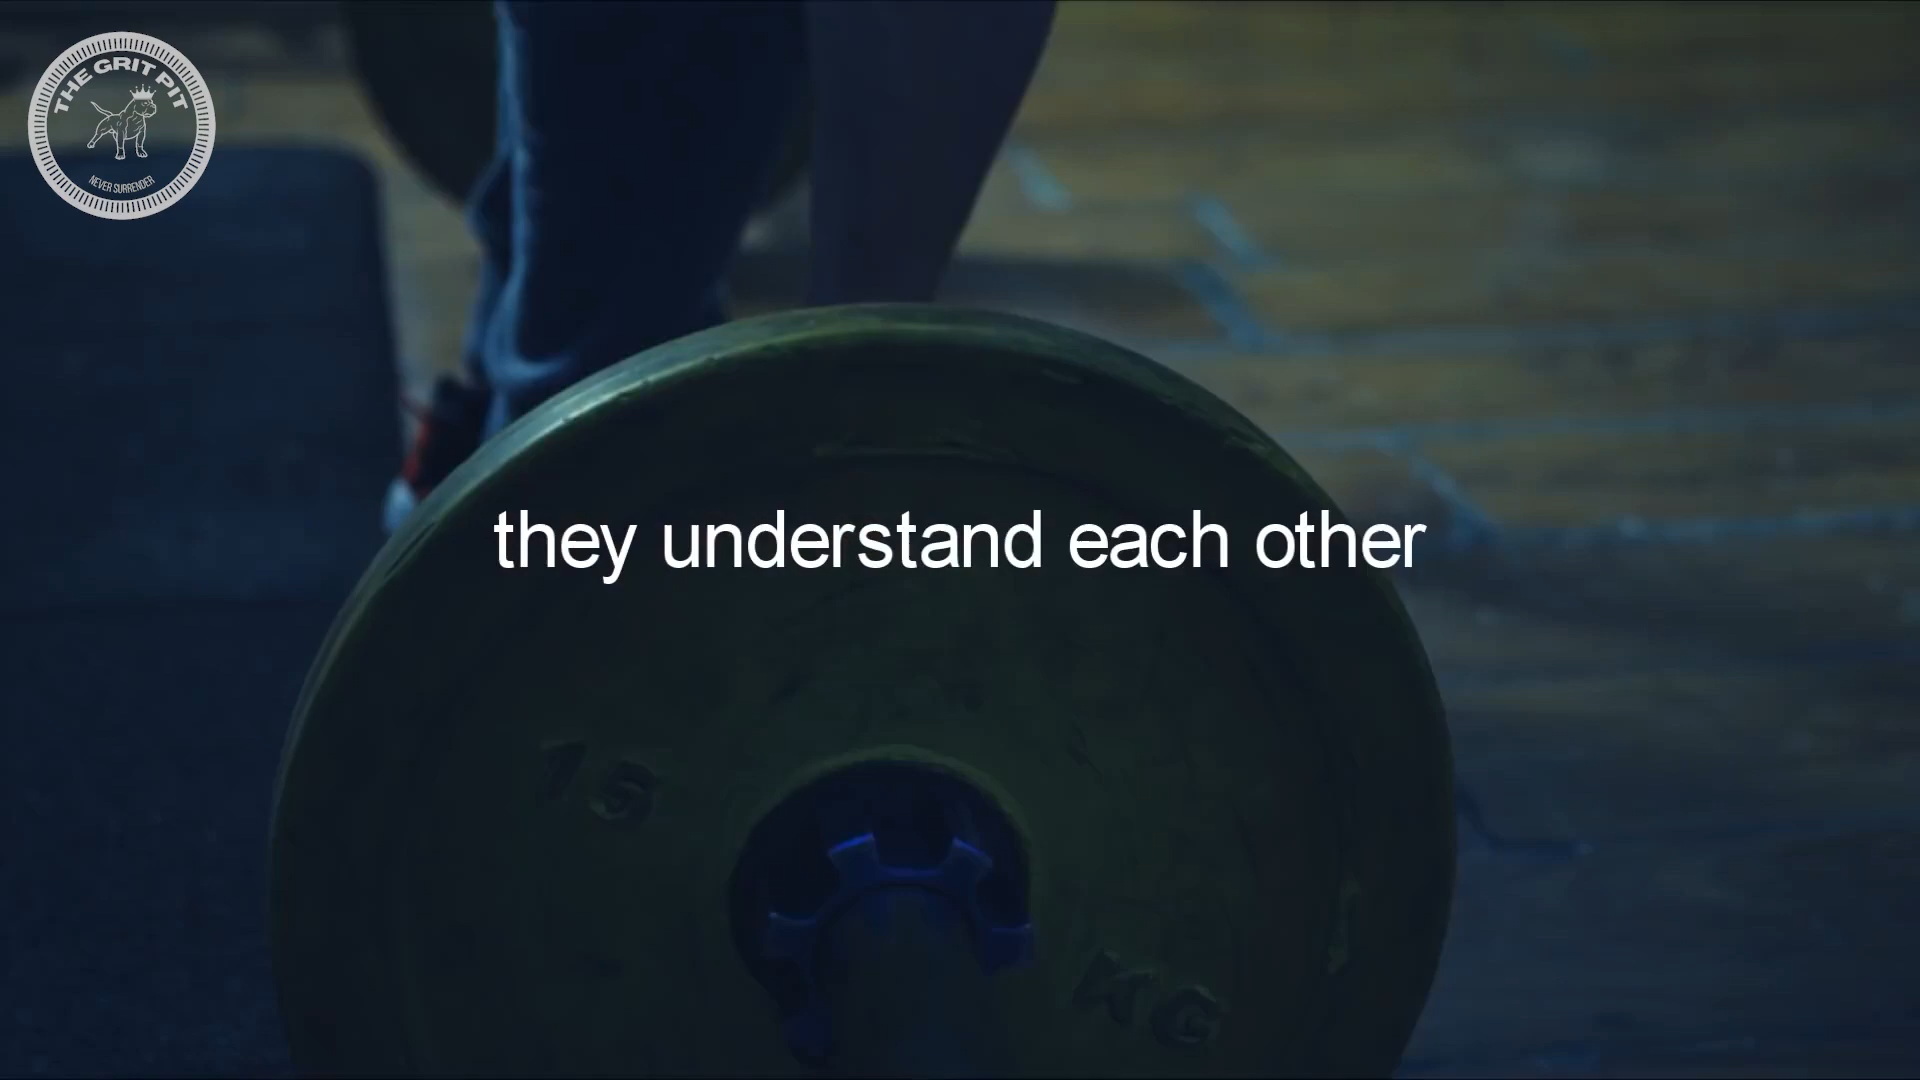 THE GRIT PIT
NEVER SURRENDER
they understand each other
15
KG